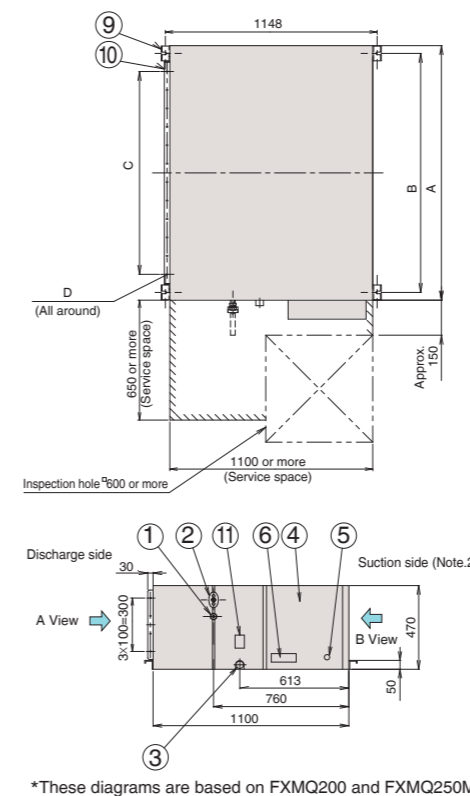 ⑨
1148
⑩
C
B
A
D
(All around)
650 or more
(Service space)
Approx.
150
1100 or more
(Service space)
Inspection hole □600 or more
① ② ⑪ ⑥ ④ ⑤
Discharge side
Suction side (Note.2
30
A View
3X100=300
B View
470
50
613
760
1100
③
*These diagrams are based on FXMQ200 and FXMQ250M